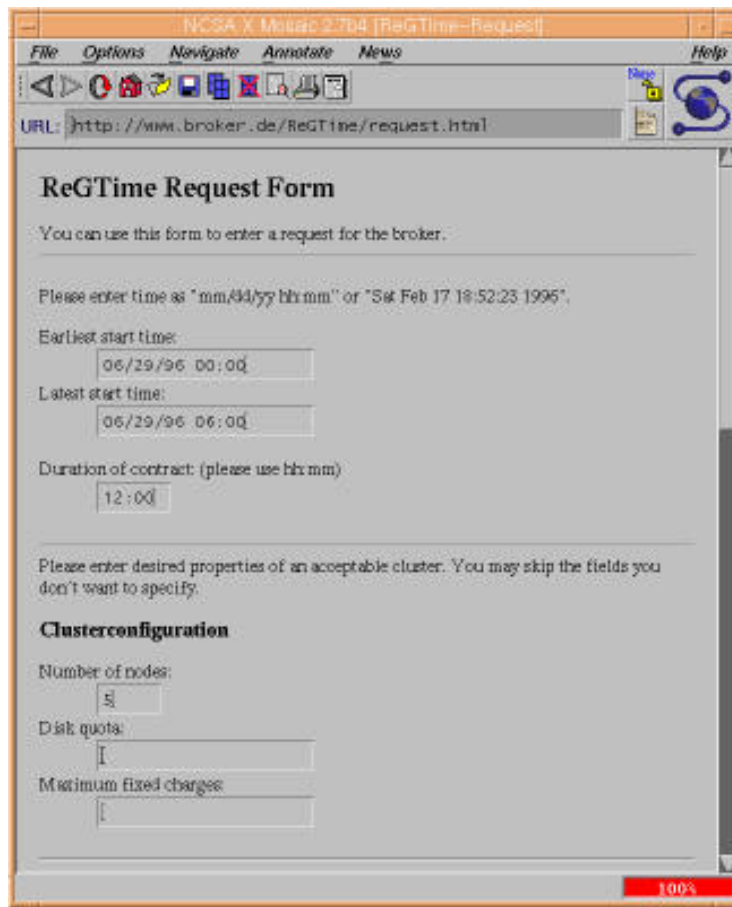 NCSA X Mosaic 2.7b4 [ReGTime-Request]
File Options Navigate Annotate News Help
New
URL: http://www.broker.de/ReGTime/request.html
ReGTime Request Form
You can use this form to enter a request for the broker.
Please enter time as "mm/dd/yy hh:mm" or "Sat Feb 17 18:52:23 1996".
Earliest start time:
06/29/96 00:00
Latest start time:
06/29/96 06:00
Duration of contract: (please use hh:mm)
12:00
Please enter desired properties of an acceptable cluster. You may skip the fields you
don't want to specify.
Clusterconfiguration
Number of nodes:
5
Disk quota:
Maximum fixed charges:
100%